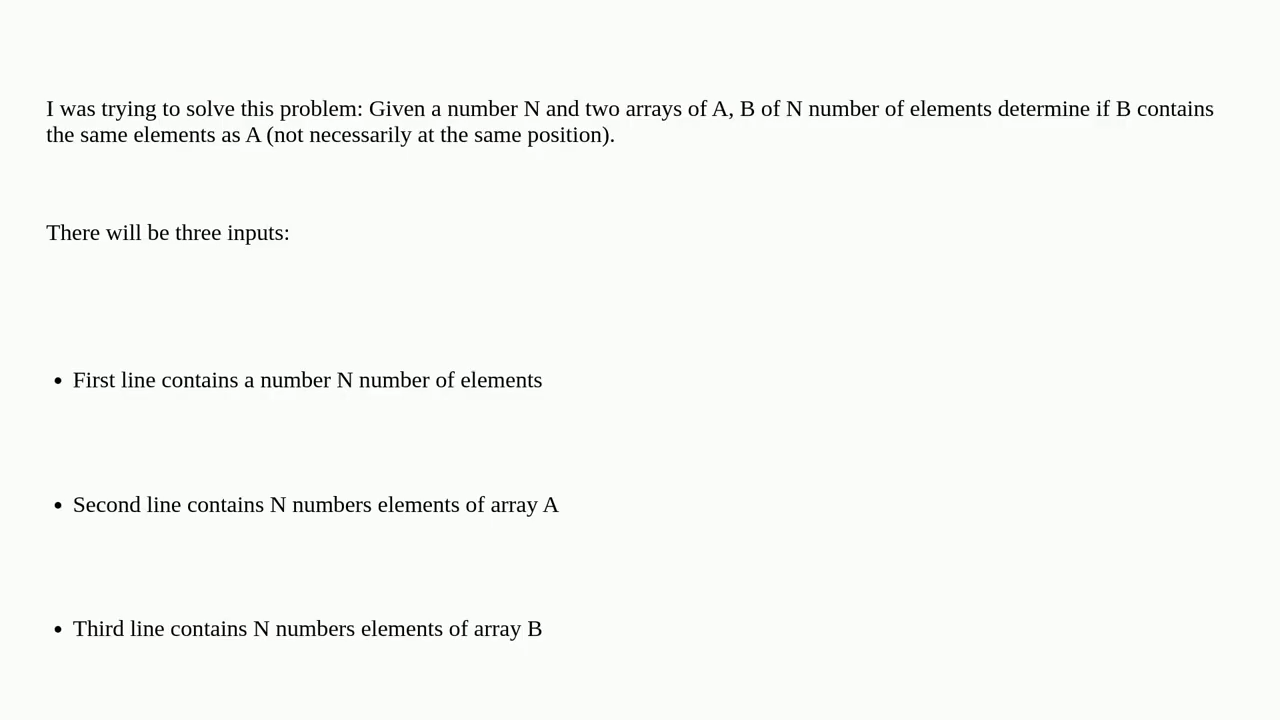 I was trying to solve this problem: Given a number N and two arrays of A, B of N number of elements determine if B contains
the same elements as A (not necessarily at the same position).
There will be three inputs:
• First line contains a number N number of elements
• Second line contains N numbers elements of array A
• Third line contains N numbers elements of array B